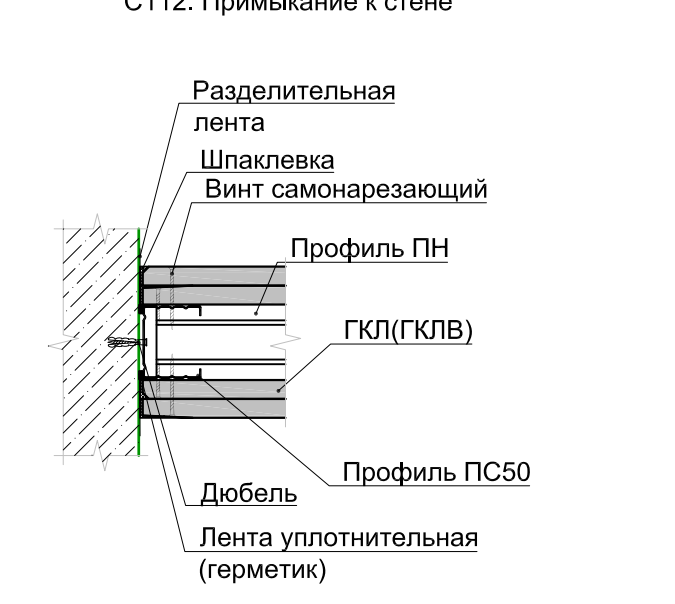 С112. Примыкание к стене
Разделительная
лента
Шпаклевка
Винт самонарезающий
Профиль ПН
ГКЛ(ГКЛВ)
Профиль ПС50
Дюбель
Лента уплотнительная
(герметик)